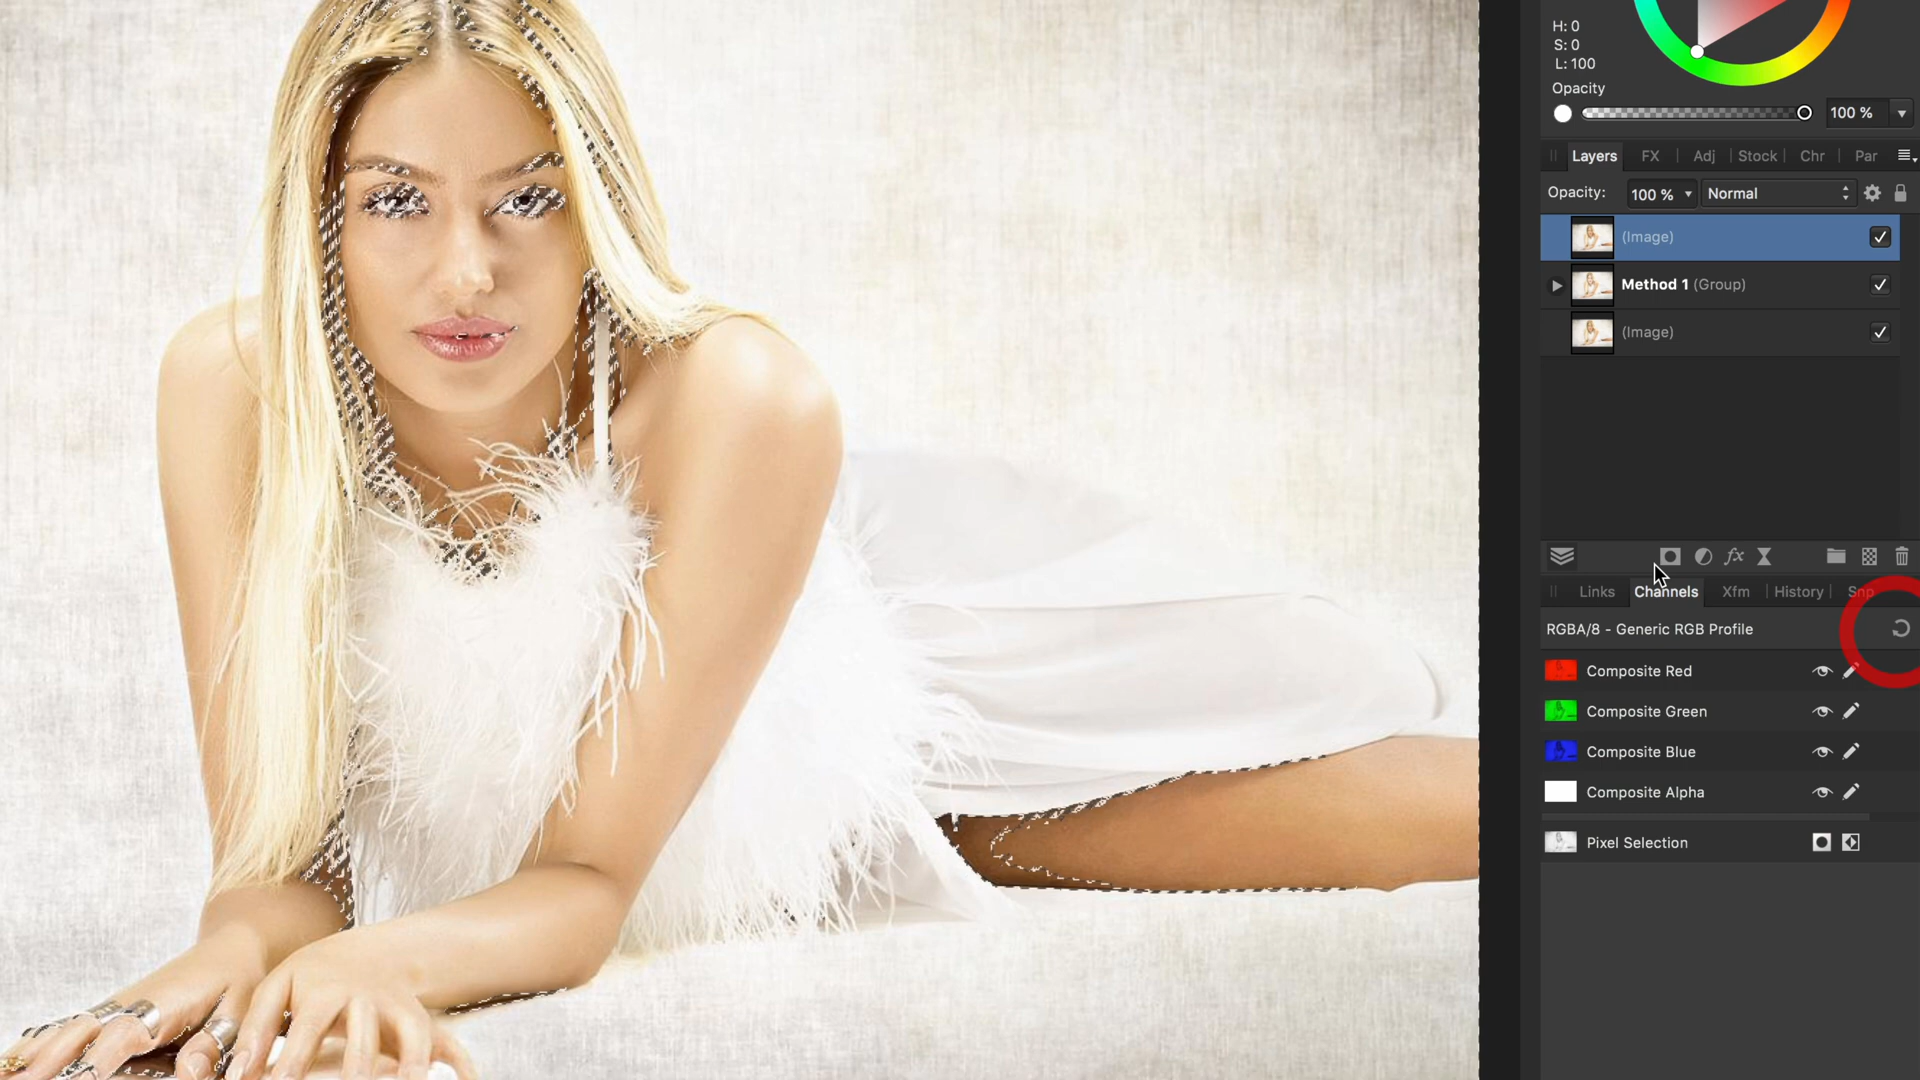 H: 0
S: 0
L: 100
Opacity
100 %
Layers FX Adj Stock Chr Par
Opacity: 100 % Normal
(Image)
Method 1 (Group)
(Image)
fx
Links Channels Xfm History Snp
RGBA/8 - Generic RGB Profile
Composite Red
Composite Green
Composite Blue
Composite Alpha
Pixel Selection